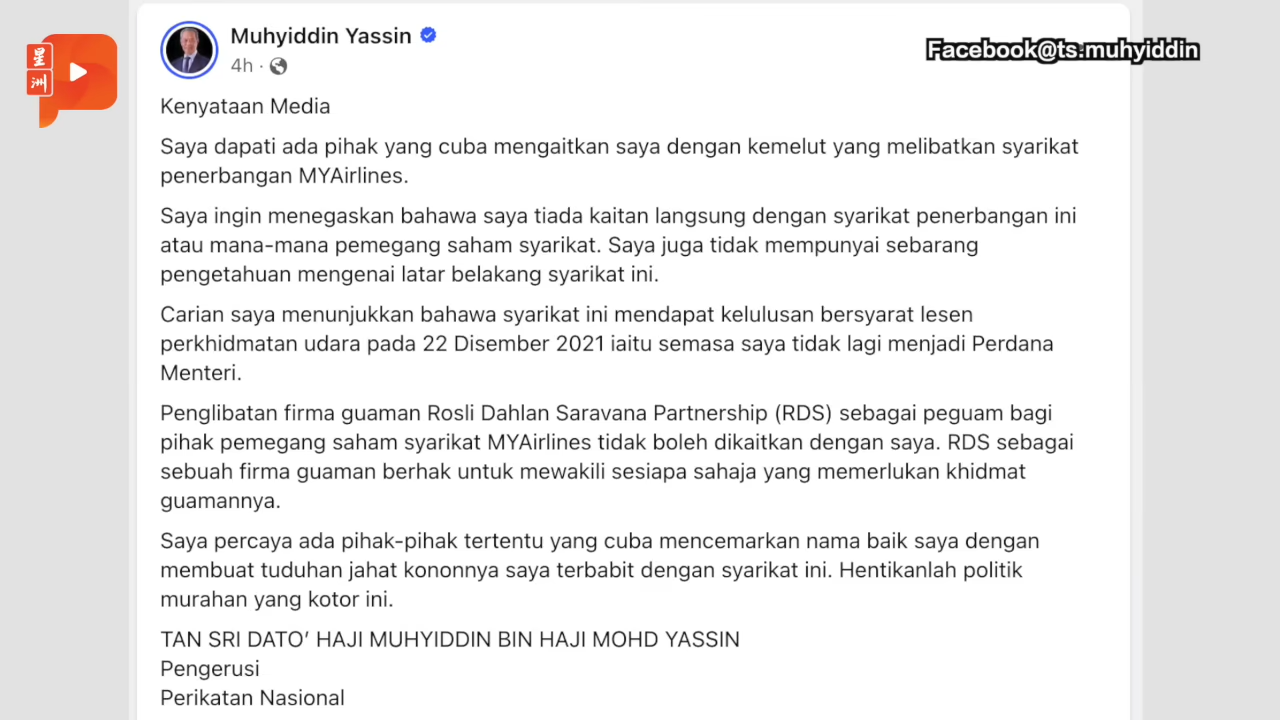 星
洲
Facebook@ts.muhyiddin
Muhyiddin Yassin
4h ·
Kenyataan Media
Saya dapati ada pihak yang cuba mengaitkan saya dengan kemelut yang melibatkan syarikat
penerbangan MYAirlines.
Saya ingin menegaskan bahawa saya tiada kaitan langsung dengan syarikat penerbangan ini
atau mana-mana pemegang saham syarikat. Saya juga tidak mempunyai sebarang
pengetahuan mengenai latar belakang syarikat ini.
Carian saya menunjukkan bahawa syarikat ini mendapat kelulusan bersyarat lesen
perkhidmatan udara pada 22 Disember 2021 iaitu semasa saya tidak lagi menjadi Perdana
Menteri.
Penglibatan firma guaman Rosli Dahlan Saravana Partnership (RDS) sebagai peguam bagi
pihak pemegang saham syarikat MYAirlines tidak boleh dikaitkan dengan saya. RDS sebagai
sebuah firma guaman berhak untuk mewakili sesiapa sahaja yang memerlukan khidmat
guamannya.
Saya percaya ada pihak-pihak tertentu yang cuba mencemarkan nama baik saya dengan
membuat tuduhan jahat kononnya saya terbabit dengan syarikat ini. Hentikanlah politik
murahan yang kotor ini.
TAN SRI DATO’ HAJI MUHYIDDIN BIN HAJI MOHD YASSIN
Pengerusi
Perikatan Nasional